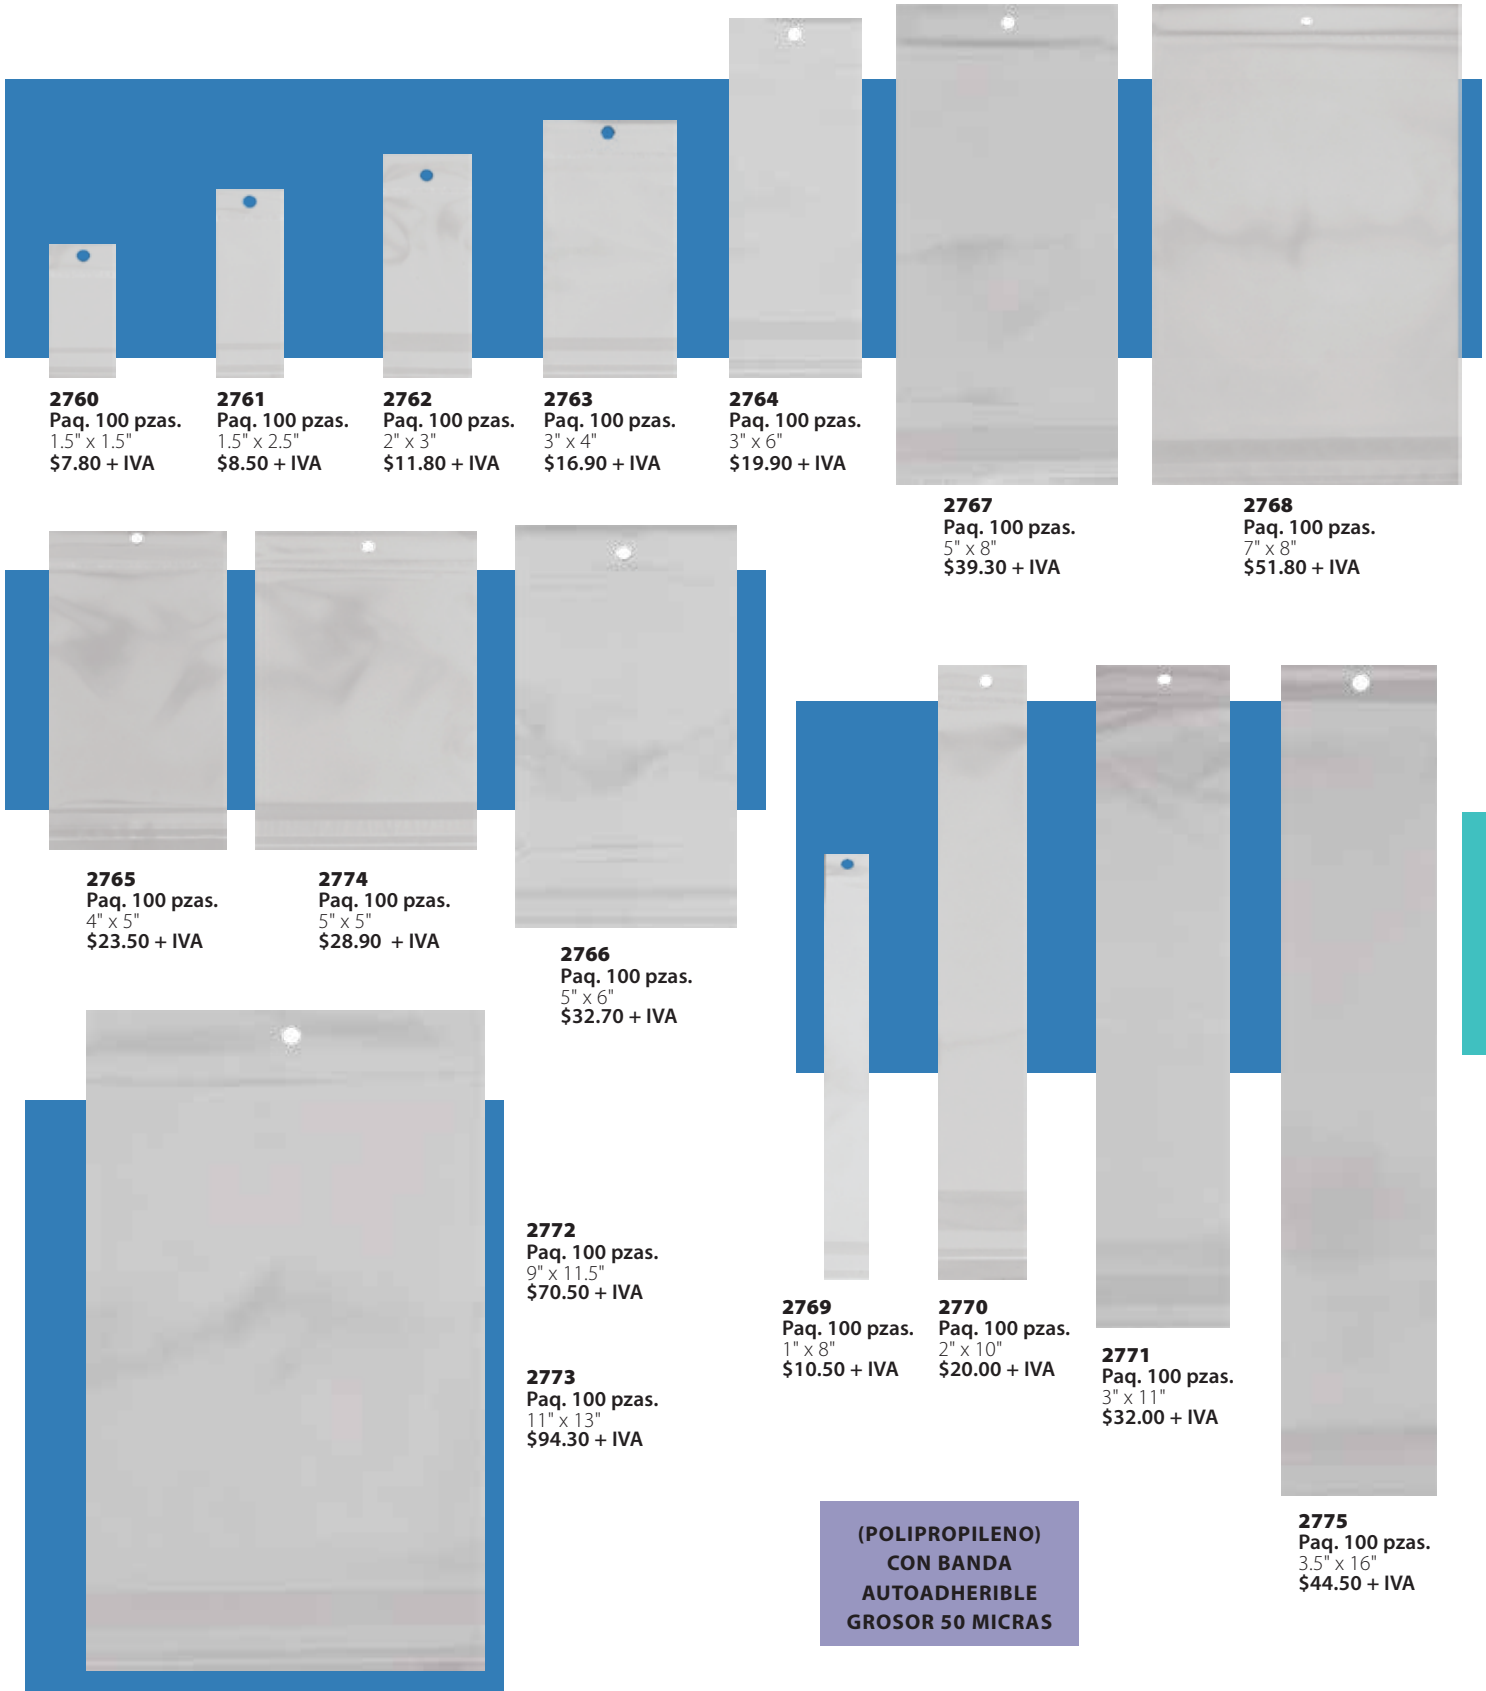 2760
Paq. 100 pzas.
1.5" x 1.5"
$7.80 + IVA
2761
Paq. 100 pzas.
1.5" x 2.5"
$8.50 + IVA
2762
Paq. 100 pzas.
2" x 3"
$11.80 + IVA
2763
Paq. 100 pzas.
3" x 4"
$16.90 + IVA
2764
Paq. 100 pzas.
3" x 6"
$19.90 + IVA
2767
Paq. 100 pzas.
5" x 8"
$39.30 + IVA
2768
Paq. 100 pzas.
7" x 8"
$51.80 + IVA
2765
Paq. 100 pzas.
4" x 5"
$23.50 + IVA
2774
Paq. 100 pzas.
5" x 5"
$28.90 + IVA
2766
Paq. 100 pzas.
5" x 6"
$32.70 + IVA
2772
Paq. 100 pzas.
9" x 11.5"
$70.50 + IVA
2773
Paq. 100 pzas.
11" x 13"
$94.30 + IVA
2769
Paq. 100 pzas.
1" x 8"
$10.50 + IVA
2770
Paq. 100 pzas.
2" x 10"
$20.00 + IVA
2771
Paq. 100 pzas.
3" x 11"
$32.00 + IVA
2775
Paq. 100 pzas.
3.5" x 16"
$44.50 + IVA
(POLIPROPILENO)
CON BANDA
AUTOADHERIBLE
GROSOR 50 MICRAS